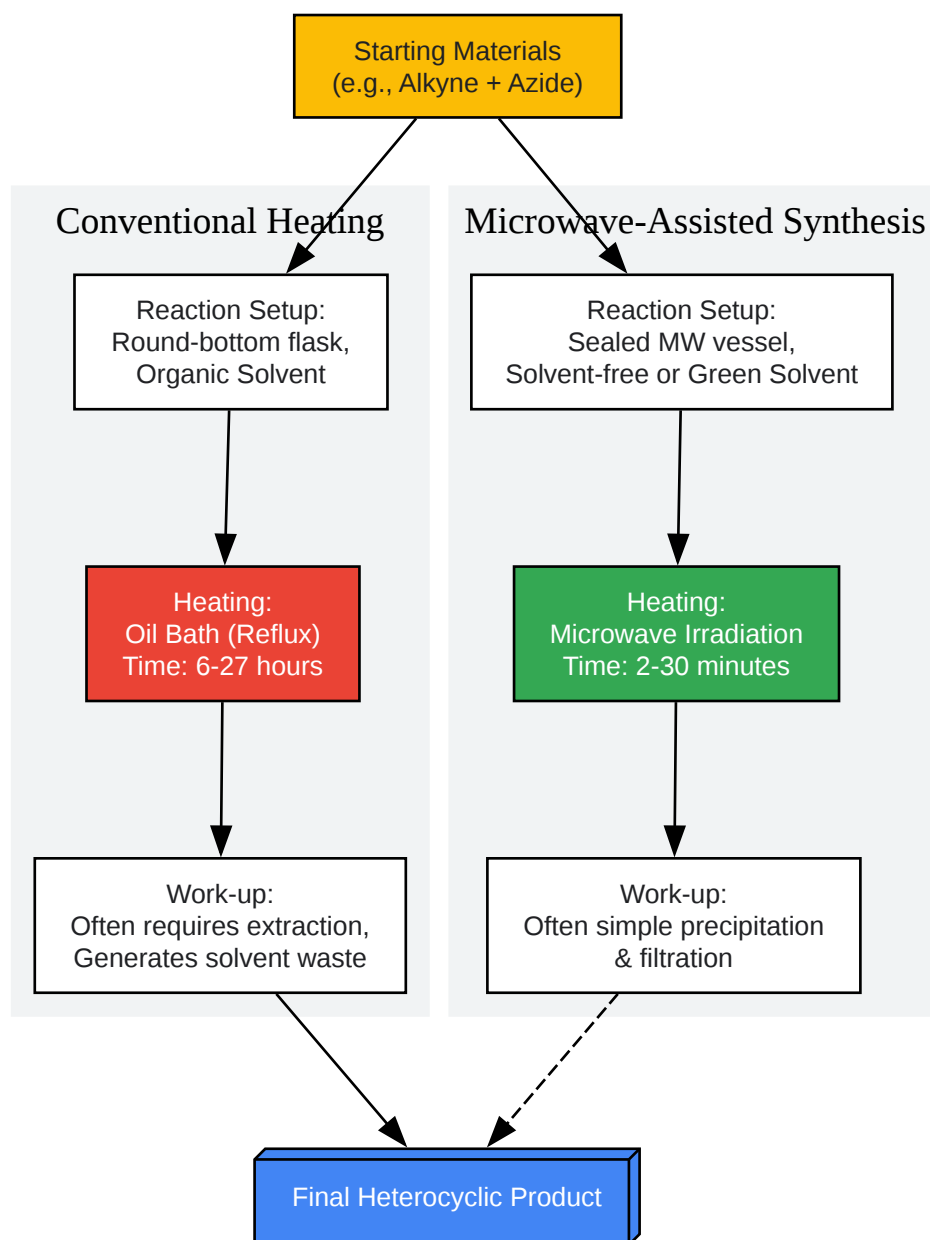 Starting Materials
(e.g., Alkyne + Azide)
Conventional Heating
Reaction Setup:
Round-bottom flask,
Organic Solvent
Heating:
Oil Bath (Reflux)
Time: 6-27 hours
Work-up:
Often requires extraction,
Generates solvent waste
Microwave-Assisted Synthesis
Reaction Setup:
Sealed MW vessel,
Solvent-free or Green Solvent
Heating:
Microwave Irradiation
Time: 2-30 minutes
Work-up:
Often simple precipitation
& filtration
Final Heterocyclic Product